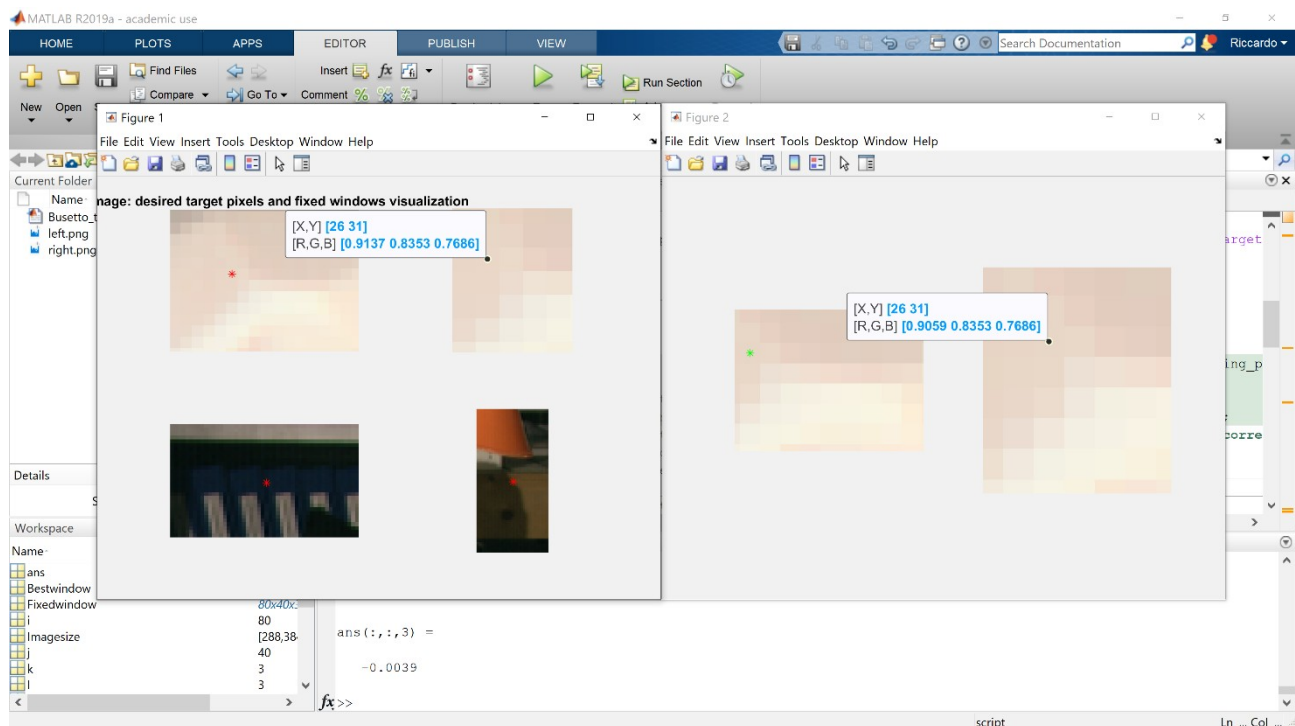 MATLAB R2019a - academic use
HOME PLOTS APPS EDITOR PUBLISH VIEW
Search Documentation
Riccardo
New
Open
Find Files
Compare
Go To
Insert
fx
Comment
Run Section
Figure 1
File Edit View Insert Tools Desktop Window Help
nage: desired target pixels and fixed windows visualization
[X,Y] [26 31]
[R,G,B] [0.9137 0.8353 0.7686]
Figure 2
File Edit View Insert Tools Desktop Window Help
[X,Y] [26 31]
[R,G,B] [0.9059 0.8353 0.7686]
Current Folder
Name
Busetto_t
left.png
right.png
Details
arget
ing_p
;
corre
Workspace
Name
ans
Bestwindow
Fixedwindow 80x40x
i 80
Imagesize [288,38
j 40
k 3
l 3
ans(:,:,3) =
-0.0039
fx >>
script
Ln ... Col ...